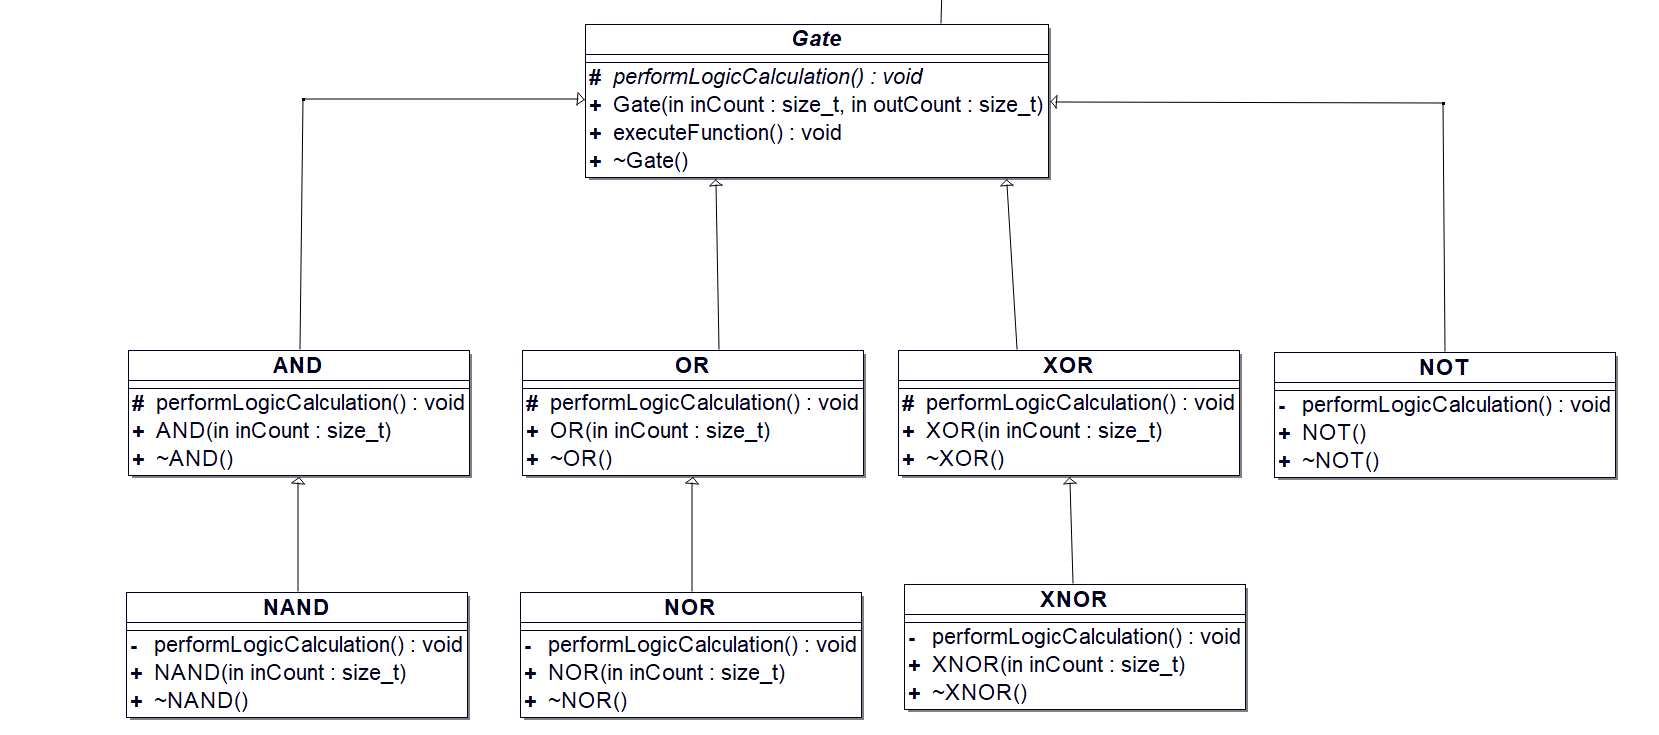 Gate
# performLogicCalculation() : void
+ Gate(in inCount : size_t, in outCount : size_t)
+ executeFunction() : void
+ ~Gate()
AND
# performLogicCalculation() : void
+ AND(in inCount : size_t)
+ ~AND()
OR
# performLogicCalculation() : void
+ OR(in inCount : size_t)
+ ~OR()
XOR
# performLogicCalculation() : void
+ XOR(in inCount : size_t)
+ ~XOR()
NOT
- performLogicCalculation() : void
+ NOT()
+ ~NOT()
NAND
- performLogicCalculation() : void
+ NAND(in inCount : size_t)
+ ~NAND()
NOR
- performLogicCalculation() : void
+ NOR(in inCount : size_t)
+ ~NOR()
XNOR
- performLogicCalculation() : void
+ XNOR(in inCount : size_t)
+ ~XNOR()